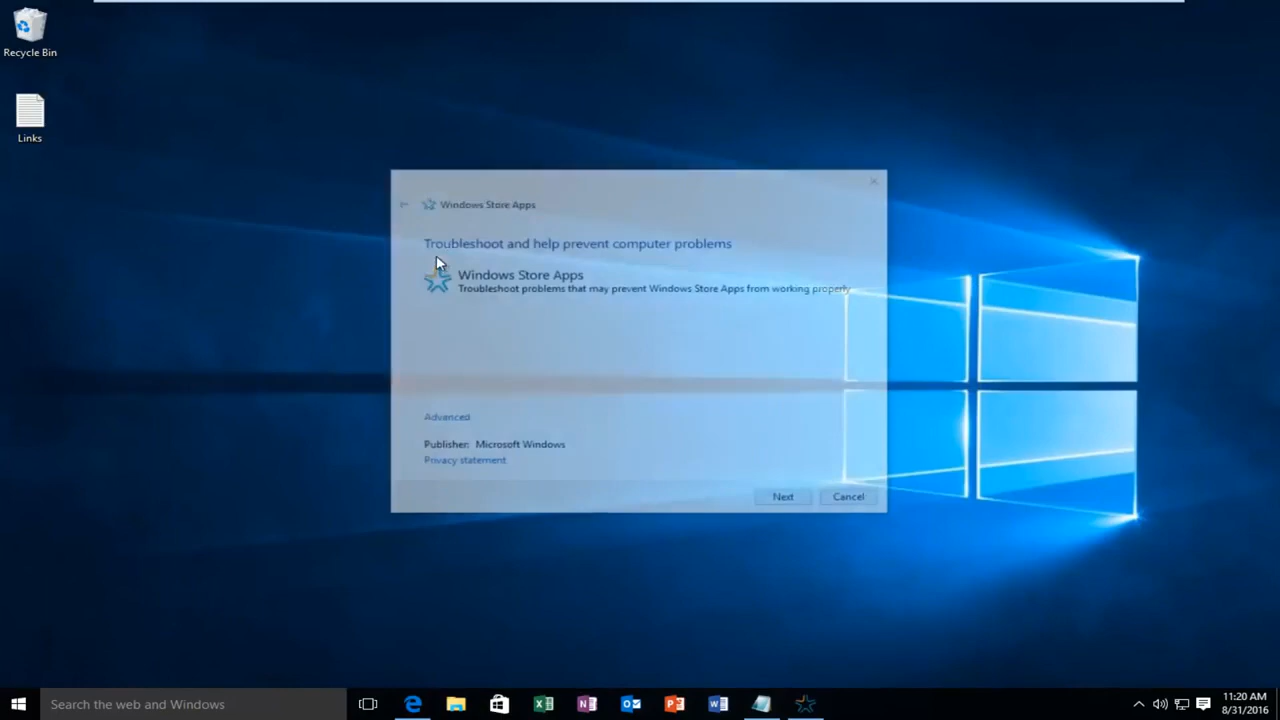 Recycle Bin
Links
Windows Store Apps
Troubleshoot and help prevent computer problems
Windows Store Apps
Troubleshoot problems that may prevent Windows Store Apps from working properly.
Advanced
Publisher: Microsoft Windows
Privacy statement
Next
Cancel
Search the web and Windows
11:20 AM
8/31/2016